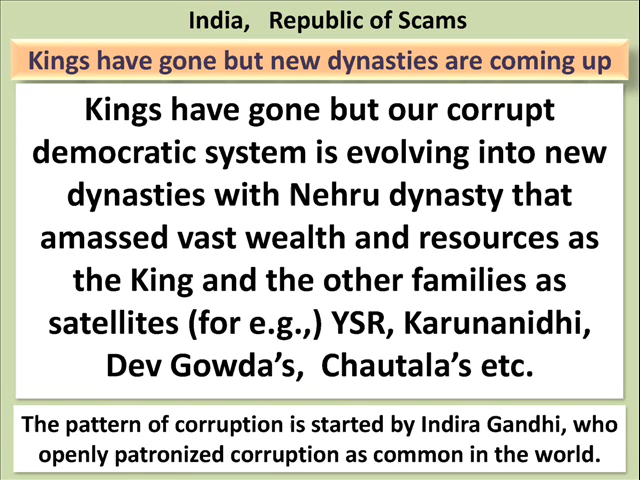 India,   Republic of Scams
Kings have gone but new dynasties are coming up
Kings have gone but our corrupt
democratic system is evolving into new
dynasties with Nehru dynasty that
amassed vast wealth and resources as
the King and the other families as
satellites (for e.g.,) YSR, Karunanidhi,
Dev Gowda's,  Chautala's etc.
The pattern of corruption is started by Indira Gandhi, who
openly patronized corruption as common in the world.